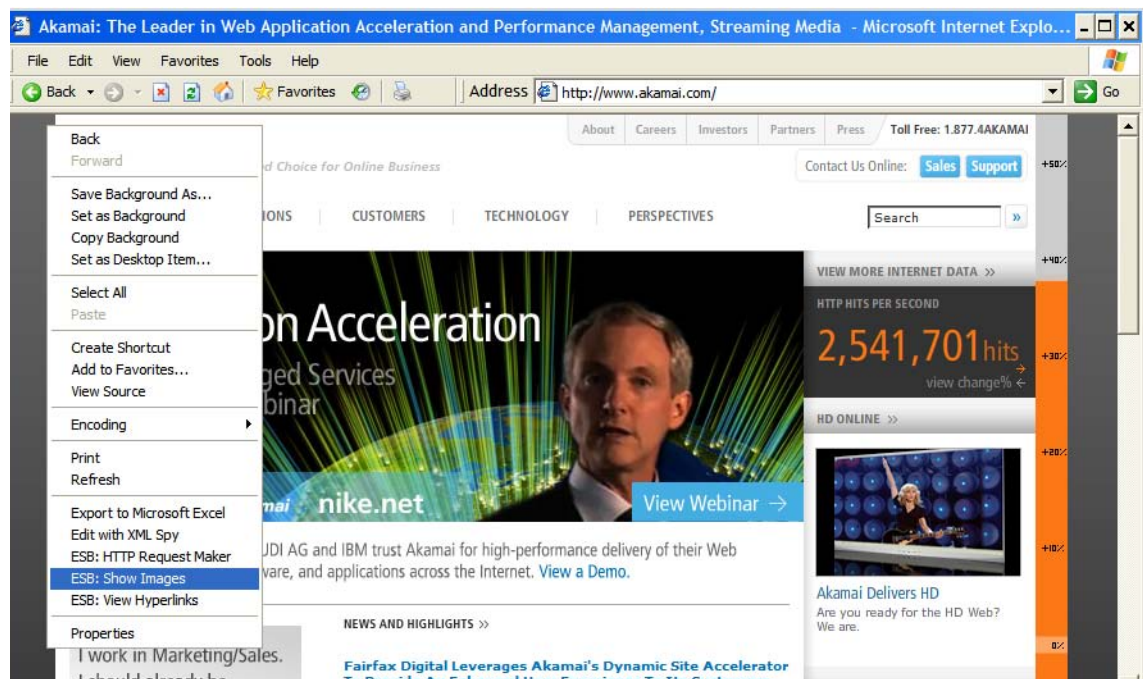 Akamai: The Leader in Web Application Acceleration and Performance Management, Streaming Media - Microsoft Internet Explo...
File Edit View Favorites Tools Help
Back Favorites Address http://www.akamai.com/ Go
About Careers Investors Partners Press Toll Free: 1.877.4AKAMAI
Choice for Online Business
Contact Us Online: Sales Support
IONS CUSTOMERS TECHNOLOGY PERSPECTIVES
Search »
Back
Forward
Save Background As...
Set as Background
Copy Background
Set as Desktop Item...
Select All
Paste
Create Shortcut
Add to Favorites...
View Source
Encoding
Print
Refresh
Export to Microsoft Excel
Edit with XML Spy
ESB: HTTP Request Maker
ESB: Show Images
ESB: View Hyperlinks
Properties
on Acceleration
ged Services
binar
mai nike.net
View Webinar →
UDI AG and IBM trust Akamai for high-performance delivery of their Web
ware, and applications across the Internet. View a Demo.
NEWS AND HIGHLIGHTS »
Fairfax Digital Leverages Akamai's Dynamic Site Accelerator
I work in Marketing/Sales.
VIEW MORE INTERNET DATA »
HTTP HITS PER SECOND
2,541,701 hits
view change% ←
HD ONLINE »
Akamai Delivers HD
Are you ready for the HD Web?
We are.
+50%
+40%
+30%
+20%
+10%
0%